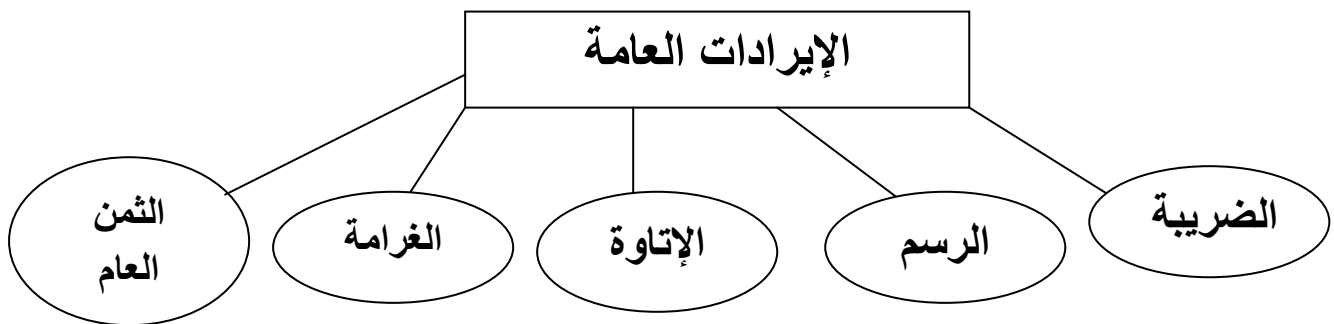 الإيرادات العامة
الضريبة
الرسم
الإتاوة
الغرامة
الثمن
العام